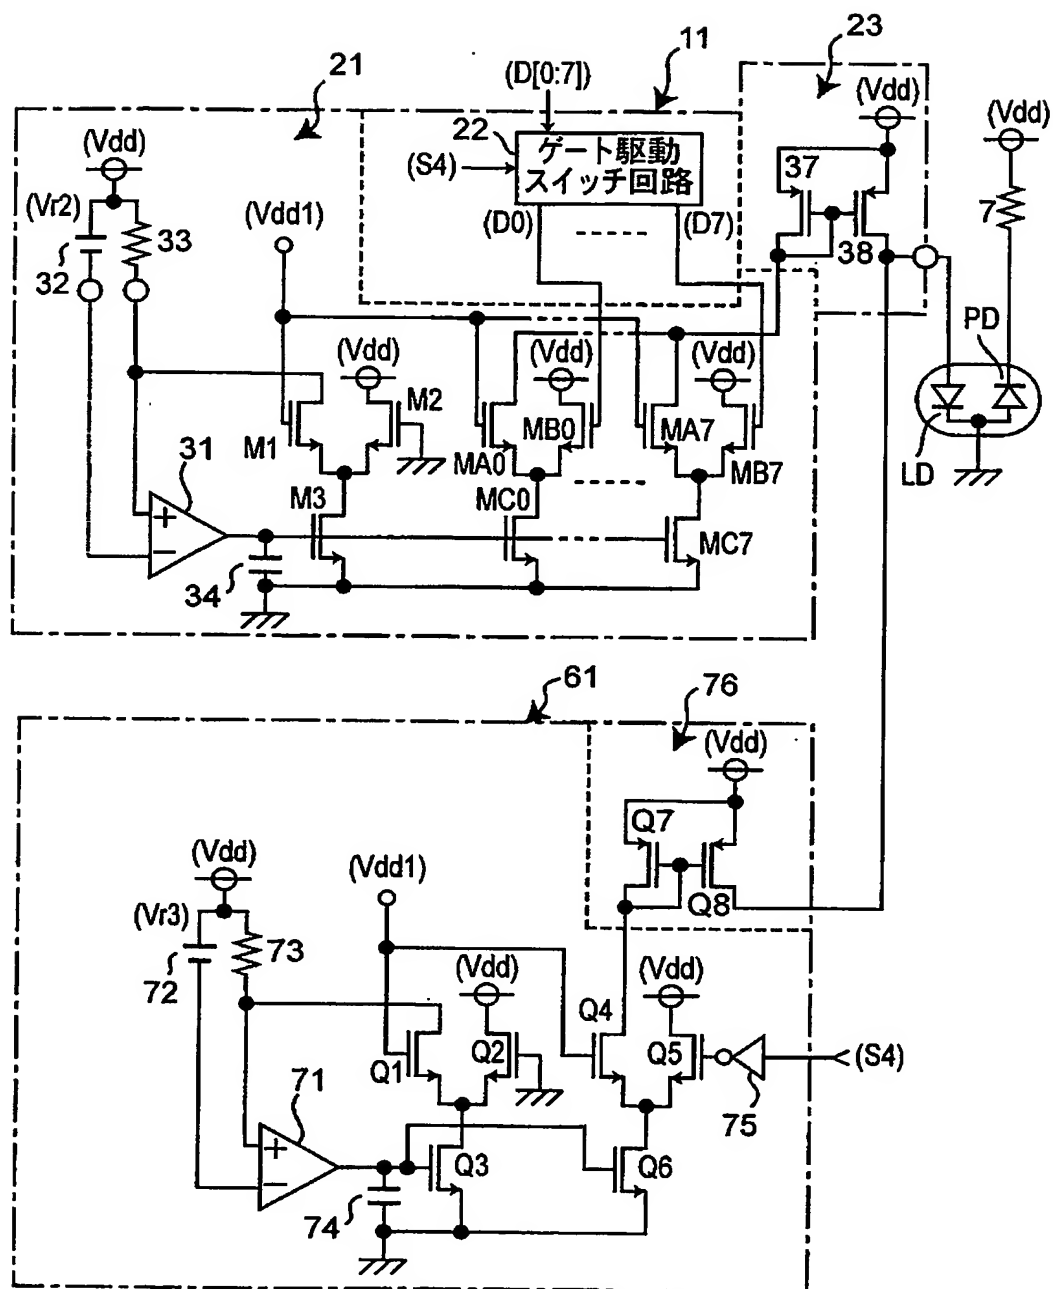 23
11
21
(D[0:7])
(Vdd)
(Vdd)
22
ゲート駆動
スイッチ回路
(S4)
(Vdd)
37
7
(Vr2)
33
(Vdd1)
(D0)
(D7)
32
38
PD
(Vdd)
(Vdd)
(Vdd)
M2
M1
MB0
MA7
MA0
MB7
LD
31
M3
MC0
MC7
+
−
34
61
76
(Vdd)
Q7
(Vdd)
(Vdd1)
(Vr3)
Q8
73
72
(Vdd)
(Vdd)
Q4
Q1
Q2
Q5
(S4)
71
75
+
−
Q3
Q6
74